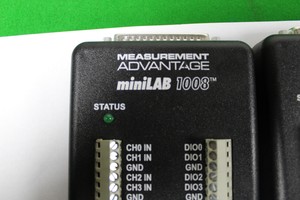 MEASUREMENT
ADVANTAGE
miniLAB 1008™
STATUS
CH0 IN DIO0
CH1 IN DIO1
GND GND
CH2 IN DIO2
CH3 IN DIO3
GND GND